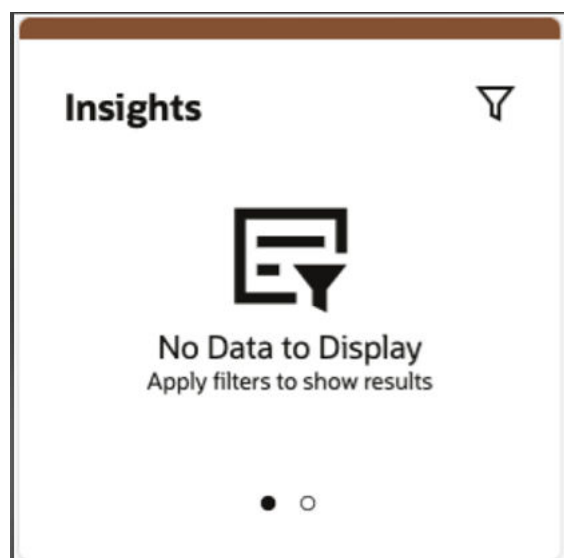 Insights
No Data to Display
Apply filters to show results